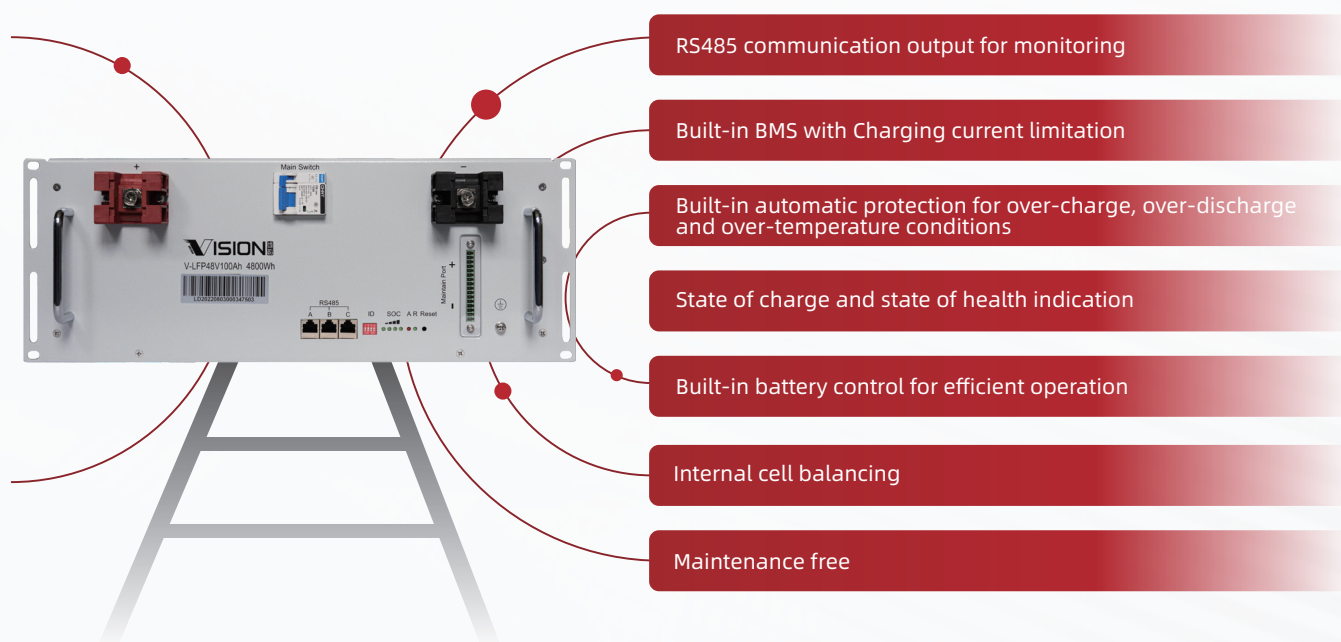 RS485 communication output for monitoring
Built-in BMS with Charging current limitation
Built-in automatic protection for over-charge, over-discharge
and over-temperature conditions
State of charge and state of health indication
Built-in battery control for efficient operation
Internal cell balancing
Maintenance free
+
Main Switch
-
VISION
V-LFP48V100Ah 4800Wh
LD20220803000347903
Maintain Port
+
-
RS485
A B C
ID SOC A R Reset